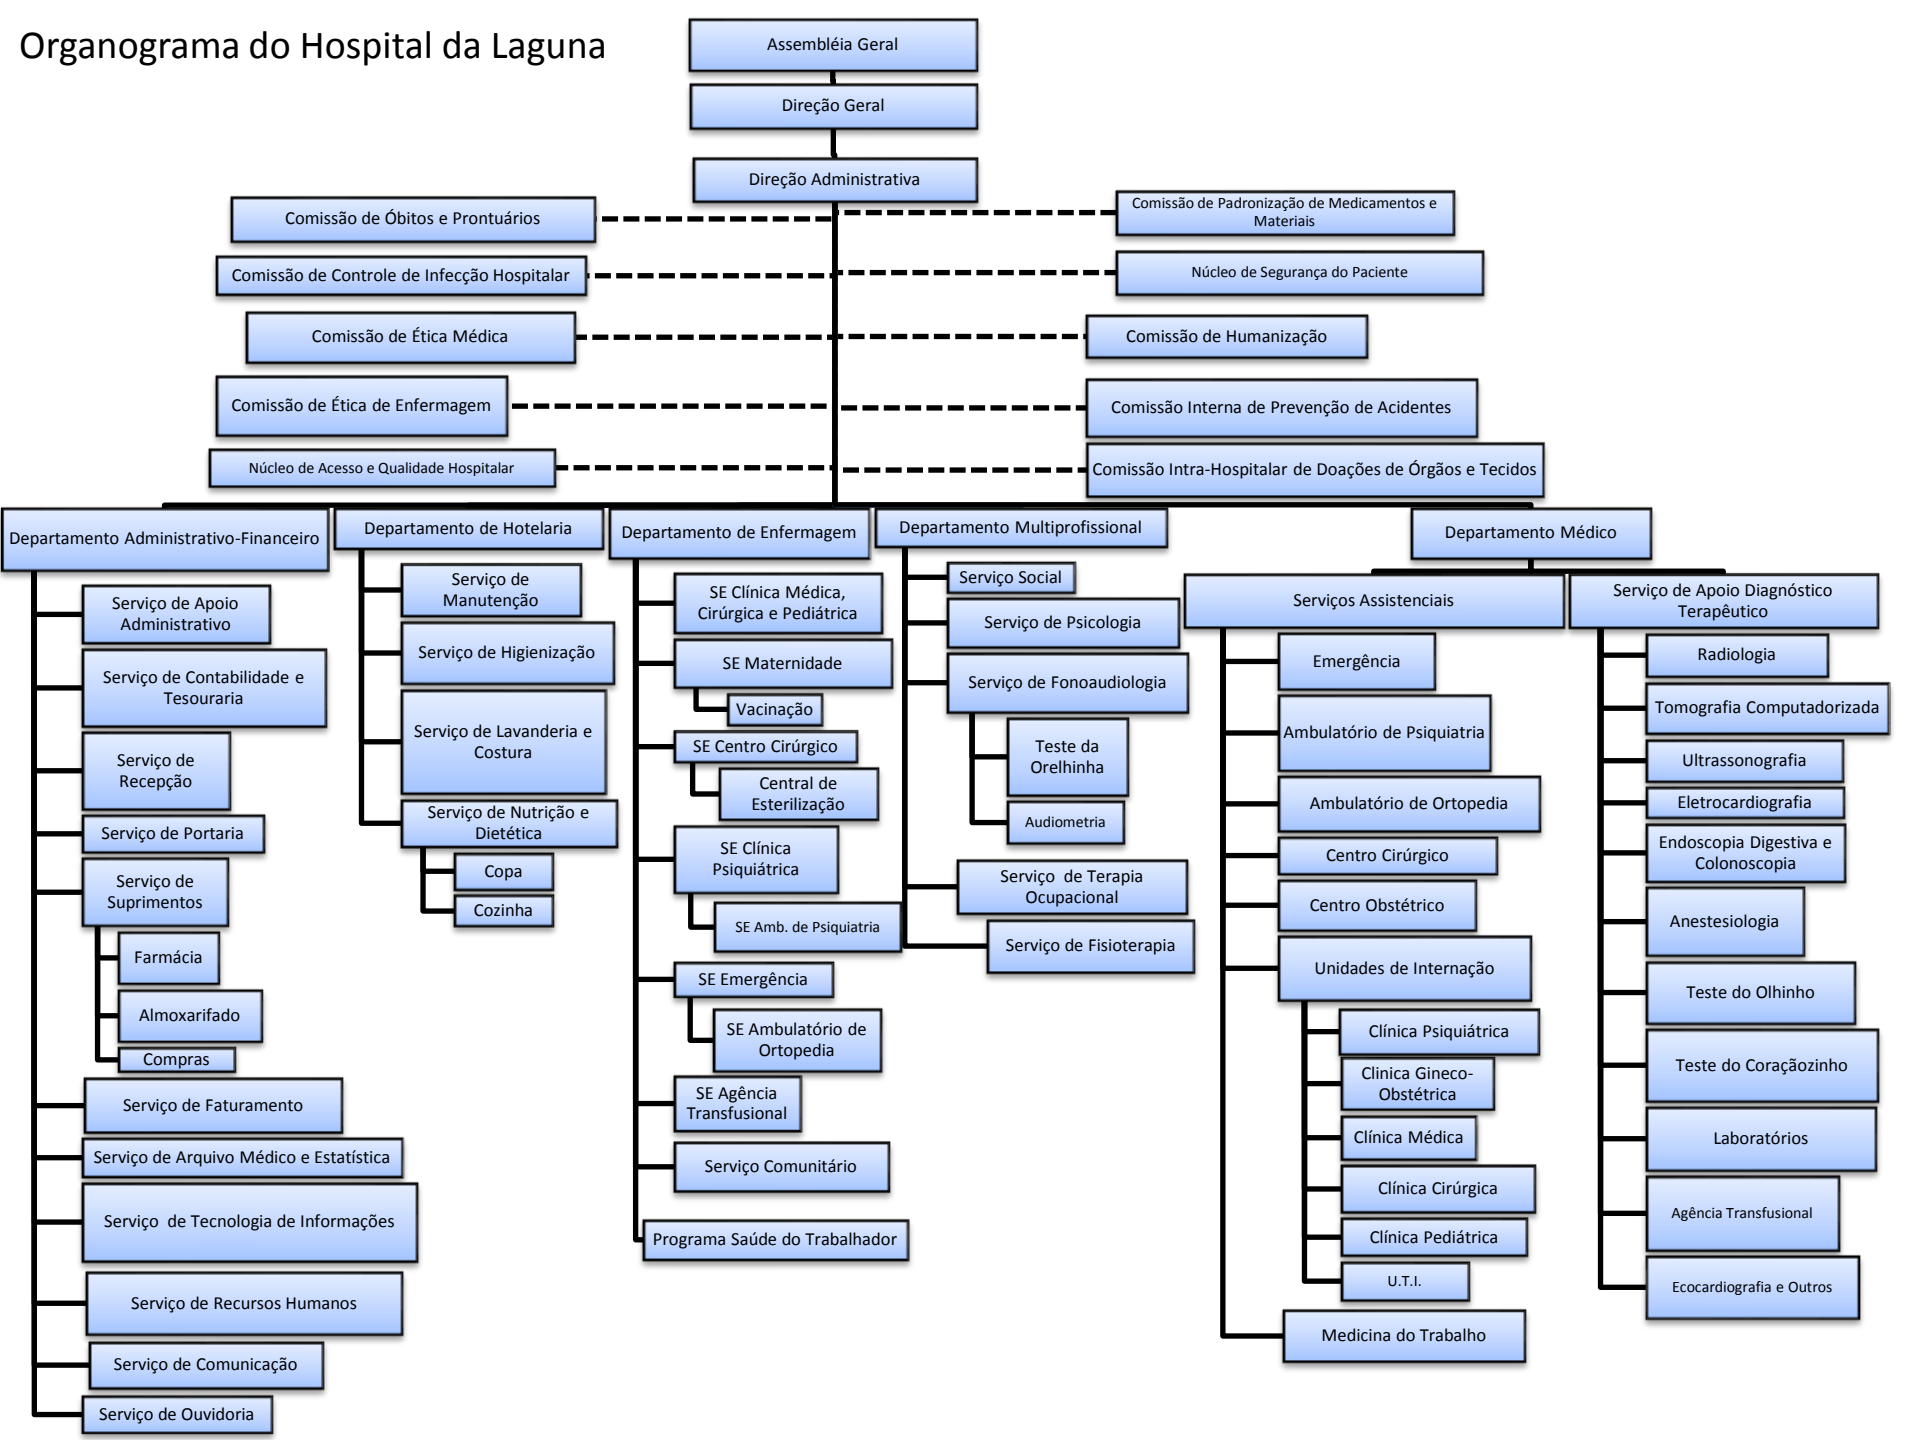 Organograma do Hospital da Laguna
Assembléia Geral
Direção Geral
Direção Administrativa
Comissão de Óbitos e Prontuários
Comissão de Padronização de Medicamentos e
Materiais
Comissão de Controle de Infecção Hospitalar
Núcleo de Segurança do Paciente
Comissão de Ética Médica
Comissão de Humanização
Comissão de Ética de Enfermagem
Comissão Interna de Prevenção de Acidentes
Núcleo de Acesso e Qualidade Hospitalar
Comissão Intra-Hospitalar de Doações de Órgãos e Tecidos
Departamento Administrativo-Financeiro
Serviço de Apoio
Administrativo
Serviço de Contabilidade e
Tesouraria
Serviço de
Recepção
Serviço de Portaria
Serviço de
Suprimentos
Farmácia
Almoxarifado
Compras
Serviço de Faturamento
Serviço de Arquivo Médico e Estatística
Serviço  de Tecnologia de Informações
Serviço de Recursos Humanos
Serviço de Comunicação
Serviço de Ouvidoria
Departamento de Hotelaria
Serviço de
Manutenção
Serviço de Higienização
Serviço de Lavanderia e
Costura
Serviço de Nutrição e
Dietética
Copa
Cozinha
Departamento de Enfermagem
SE Clínica Médica,
Cirúrgica e Pediátrica
SE Maternidade
Vacinação
SE Centro Cirúrgico
Central de
Esterilização
SE Clínica
Psiquiátrica
SE Amb. de Psiquiatria
SE Emergência
SE Ambulatório de
Ortopedia
SE Agência
Transfusional
Serviço Comunitário
Programa Saúde do Trabalhador
Departamento Multiprofissional
Serviço Social
Serviço de Psicologia
Serviço de Fonoaudiologia
Teste da
Orelhinha
Audiometria
Serviço  de Terapia
Ocupacional
Serviço de Fisioterapia
Departamento Médico
Serviços Assistenciais
Emergência
Ambulatório de Psiquiatria
Ambulatório de Ortopedia
Centro Cirúrgico
Centro Obstétrico
Unidades de Internação
Clínica Psiquiátrica
Clinica Gineco-
Obstétrica
Clínica Médica
Clínica Cirúrgica
Clínica Pediátrica
U.T.I.
Medicina do Trabalho
Serviço de Apoio Diagnóstico
Terapêutico
Radiologia
Tomografia Computadorizada
Ultrassonografia
Eletrocardiografia
Endoscopia Digestiva e
Colonoscopia
Anestesiologia
Teste do Olhinho
Teste do Coraçãozinho
Laboratórios
Agência Transfusional
Ecocardiografia e Outros